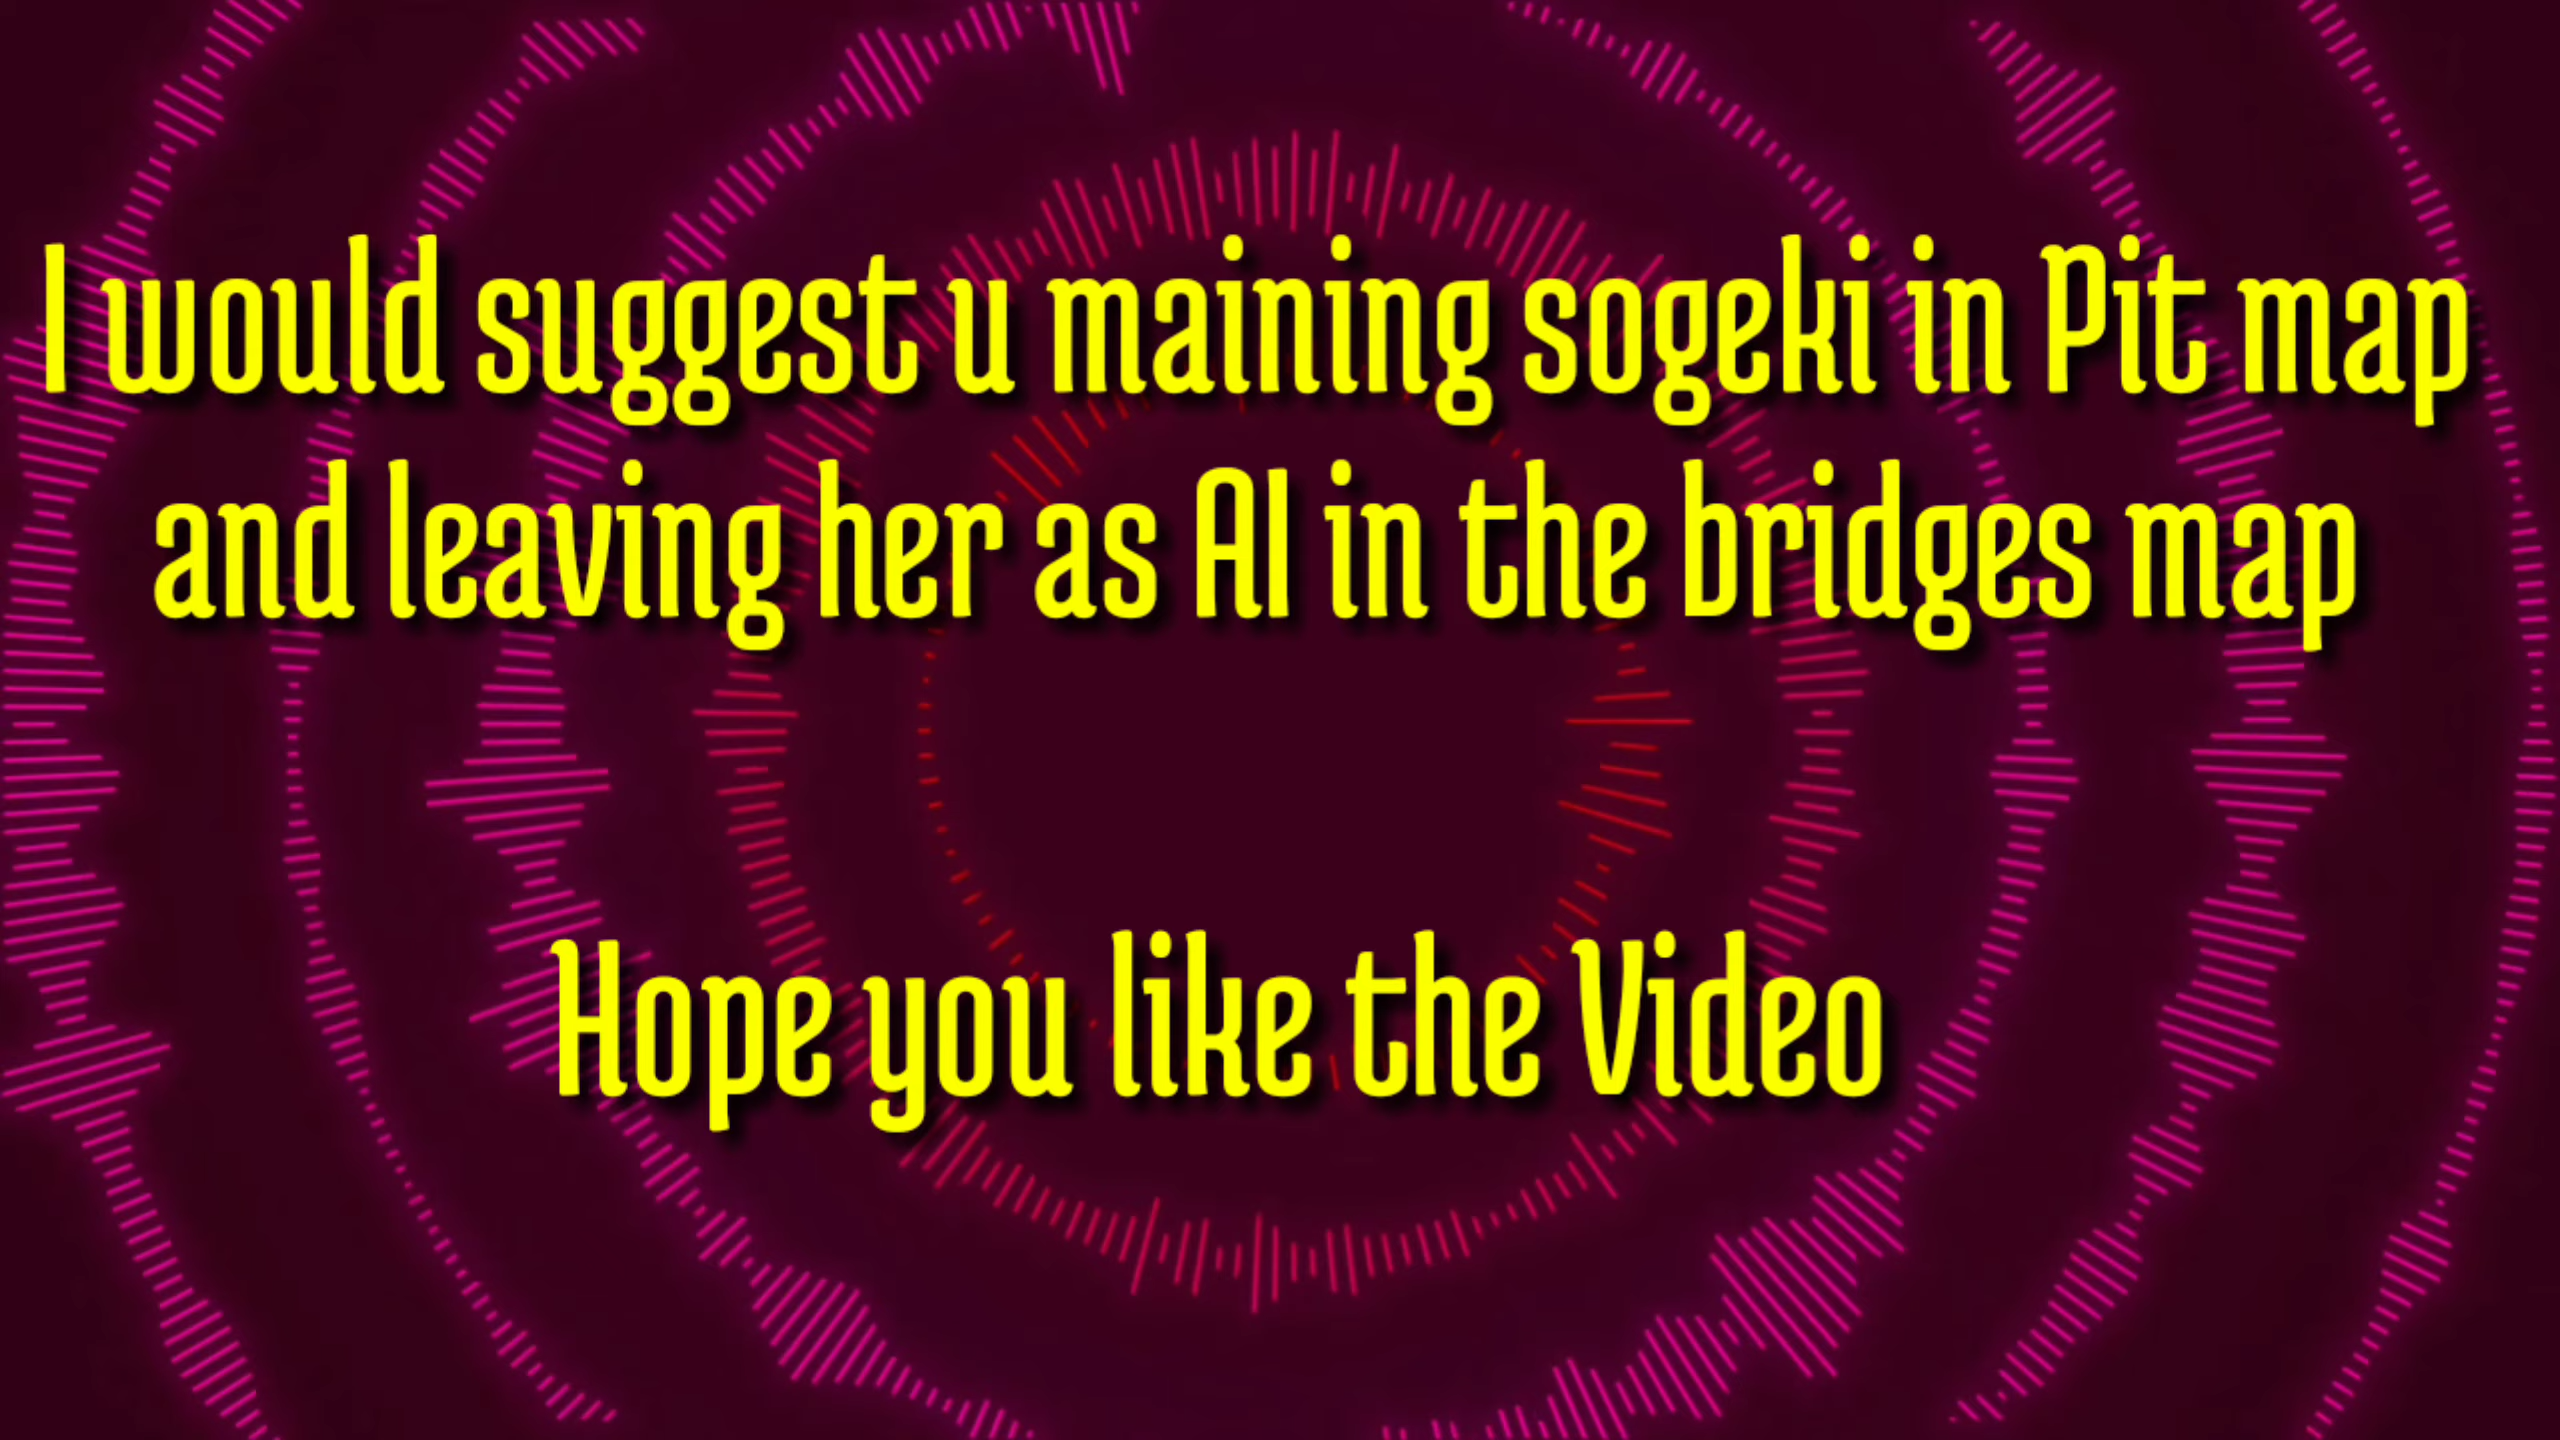 I would suggest u maining sogeki in Pit map
and leaving her as AI in the bridges map
Hope you like the Video